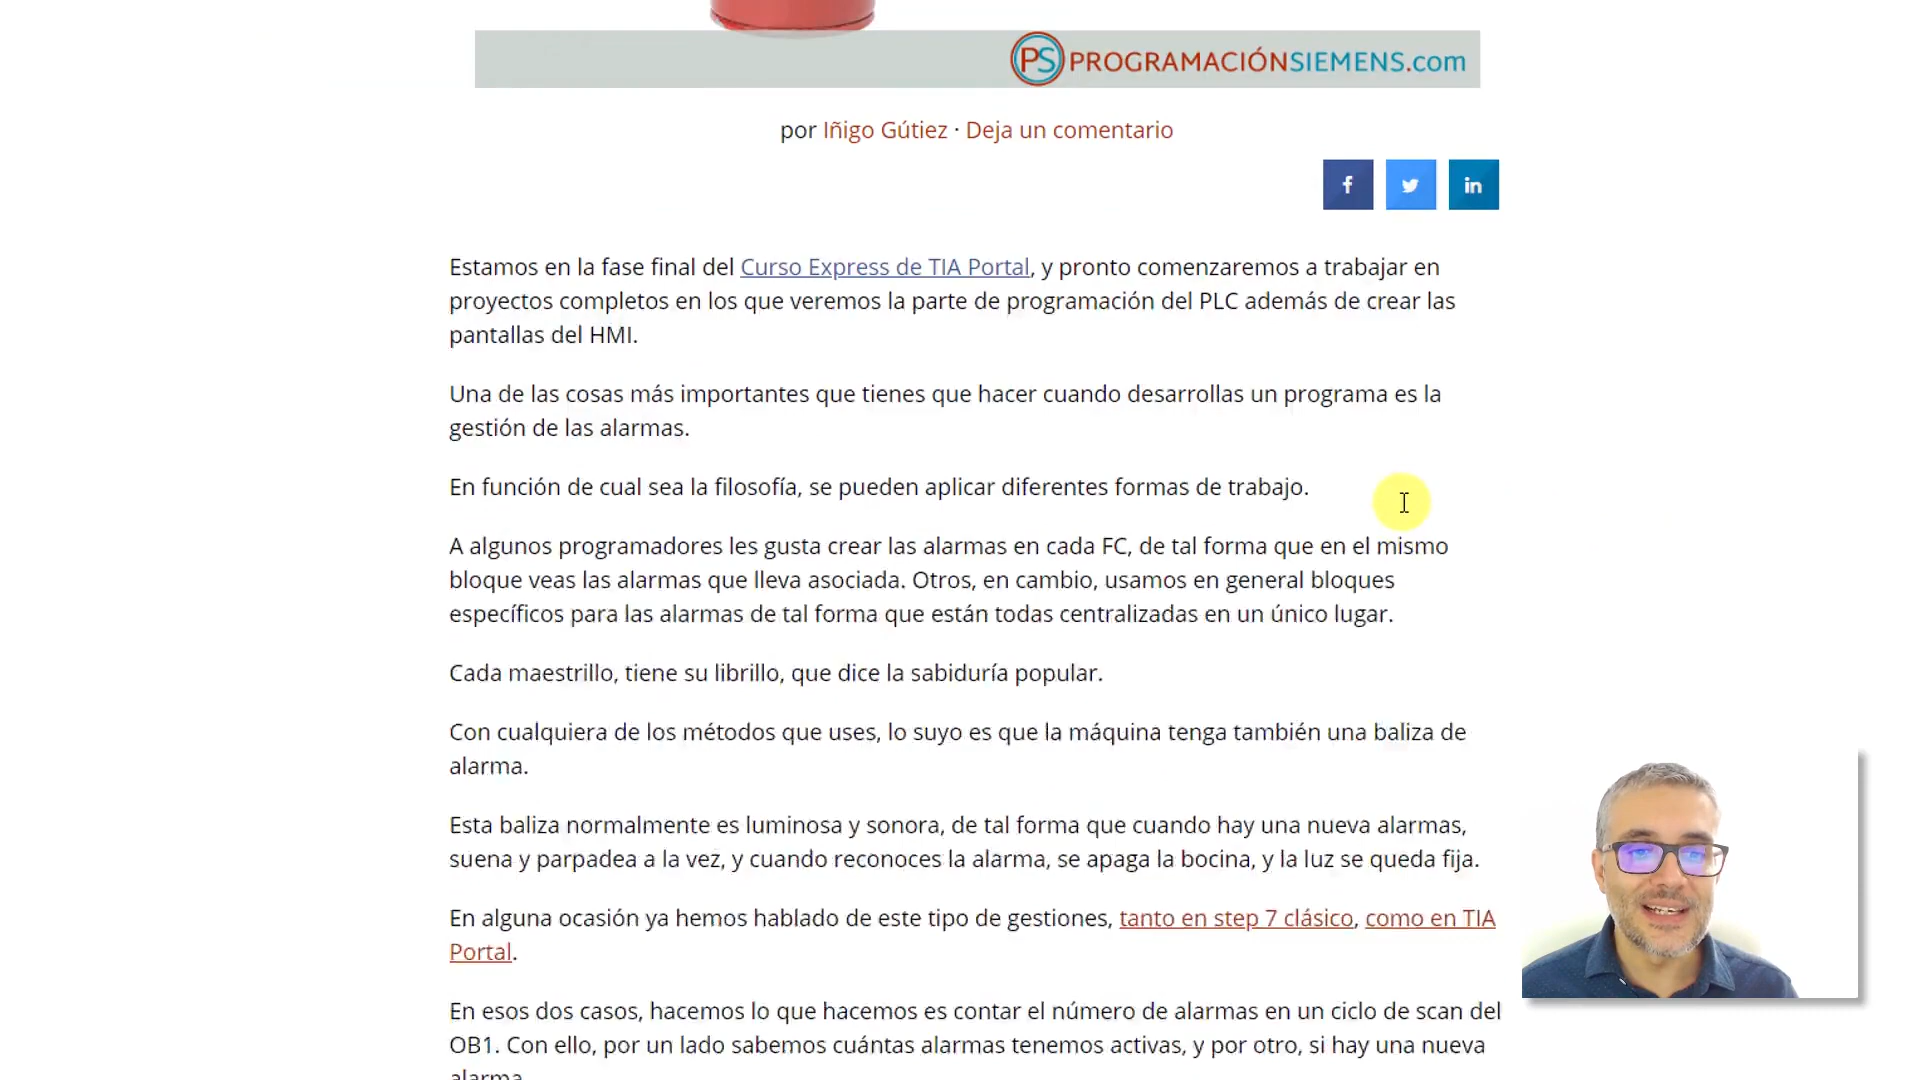 PS PROGRAMACIÓNSIEMENS.com
por Iñigo Gútiez · Deja un comentario
f in
Estamos en la fase final del Curso Express de TIA Portal, y pronto comenzaremos a trabajar en
proyectos completos en los que veremos la parte de programación del PLC además de crear las
pantallas del HMI.
Una de las cosas más importantes que tienes que hacer cuando desarrollas un programa es la
gestión de las alarmas.
En función de cual sea la filosofía, se pueden aplicar diferentes formas de trabajo.
A algunos programadores les gusta crear las alarmas en cada FC, de tal forma que en el mismo
bloque veas las alarmas que lleva asociada. Otros, en cambio, usamos en general bloques
específicos para las alarmas de tal forma que están todas centralizadas en un único lugar.
Cada maestrillo, tiene su librillo, que dice la sabiduría popular.
Con cualquiera de los métodos que uses, lo suyo es que la máquina tenga también una baliza de
alarma.
Esta baliza normalmente es luminosa y sonora, de tal forma que cuando hay una nueva alarmas,
suena y parpadea a la vez, y cuando reconoces la alarma, se apaga la bocina, y la luz se queda fija.
En alguna ocasión ya hemos hablado de este tipo de gestiones, tanto en step 7 clásico, como en TIA
Portal.
En esos dos casos, hacemos lo que hacemos es contar el número de alarmas en un ciclo de scan del
OB1. Con ello, por un lado sabemos cuántas alarmas tenemos activas, y por otro, si hay una nueva
alarma.